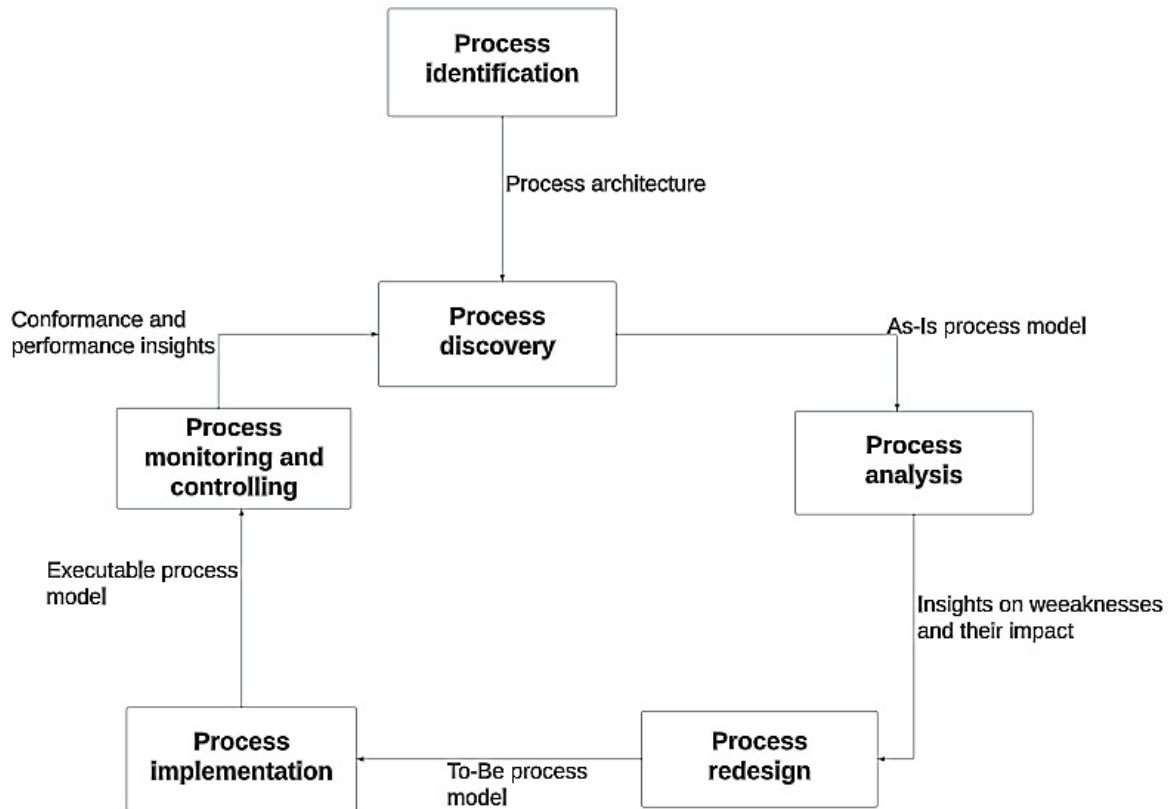 Process
identification
Process architecture
Conformance and
performance insights
Process
discovery
As-Is process model
Process
monitoring and
controlling
Process
analysis
Executable process
model
Insights on weeaknesses
and their impact
Process
implementation
To-Be process
model
Process
redesign